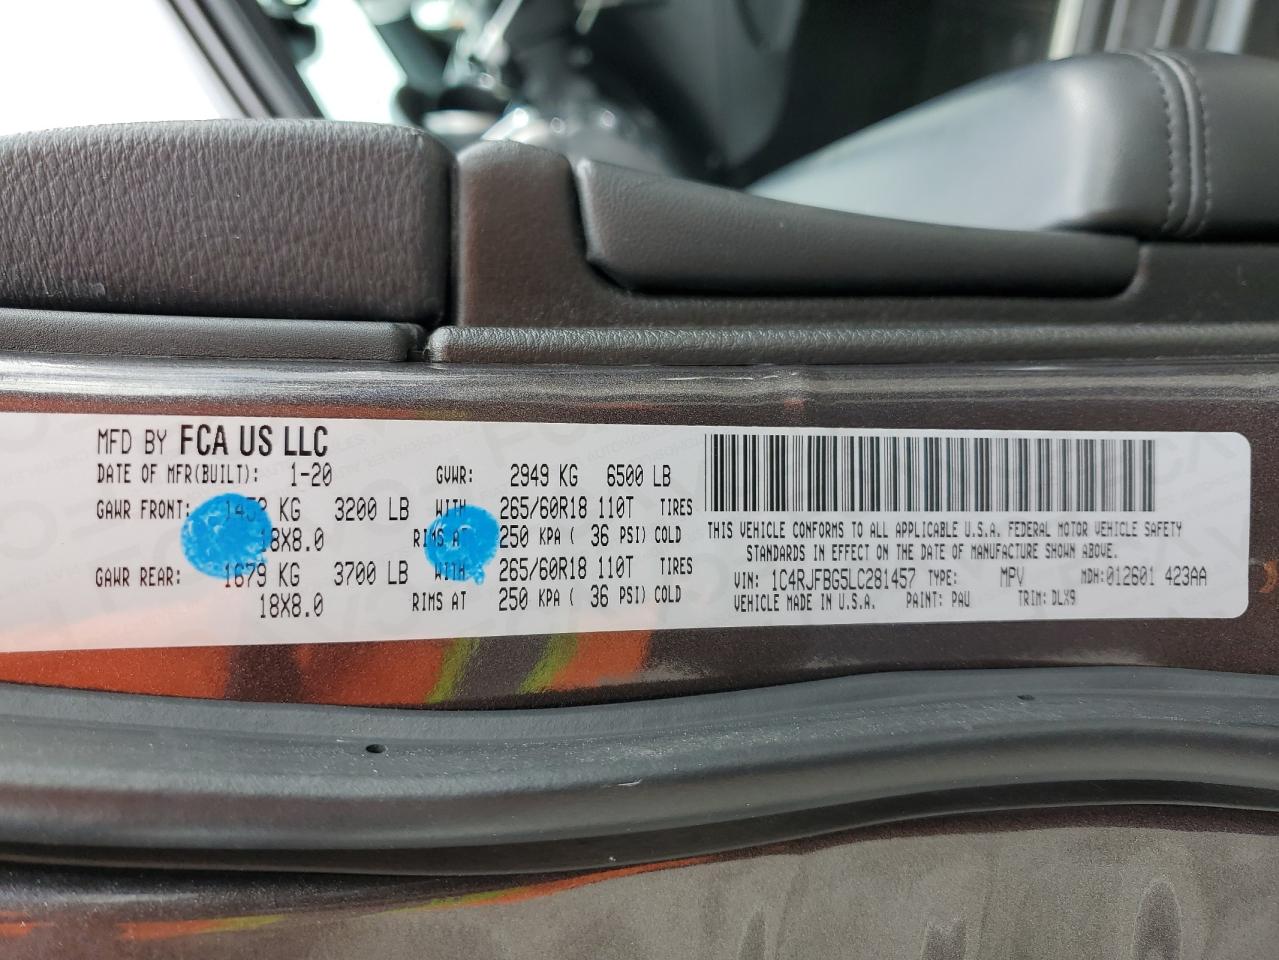 MFD BY FCA US LLC
DATE OF MFR(BUILT): 1-20 GVWR: 2949 KG 6500 LB
GAWR FRONT: KG 3200 LB WITH 265/60R18 110T TIRES
18X8.0 RIMS AT 250 KPA ( 36 PSI) COLD
GAWR REAR: 1679 KG 3700 LB WITH 265/60R18 110T TIRES
18X8.0 RIMS AT 250 KPA ( 36 PSI) COLD
THIS VEHICLE CONFORMS TO ALL APPLICABLE U.S.A. FEDERAL MOTOR VEHICLE SAFETY
STANDARDS IN EFFECT ON THE DATE OF MANUFACTURE SHOWN ABOVE.
VIN: 1C4RJFBG5LC281457 TYPE: MPV MDH:012601 423AA
VEHICLE MADE IN U.S.A. PAINT: PAU TRIM: DLX9